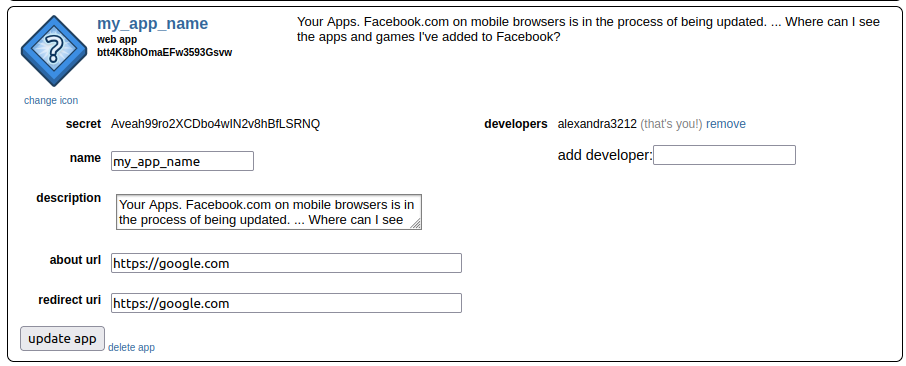 my_app_name
web app
btt4K8bhOmaEFw3593Gsvw
Your Apps. Facebook.com on mobile browsers is in the process of being updated. ... Where can I see
the apps and games I've added to Facebook?
?
change icon
secret Aveah99ro2XCDbo4wIN2v8hBfLSRNQ
developers alexandra3212 (that's you!) remove
name my_app_name
add developer:
description Your Apps. Facebook.com on mobile browsers is in
the process of being updated. ... Where can I see
about url https://google.com
redirect uri https://google.com
update app delete app